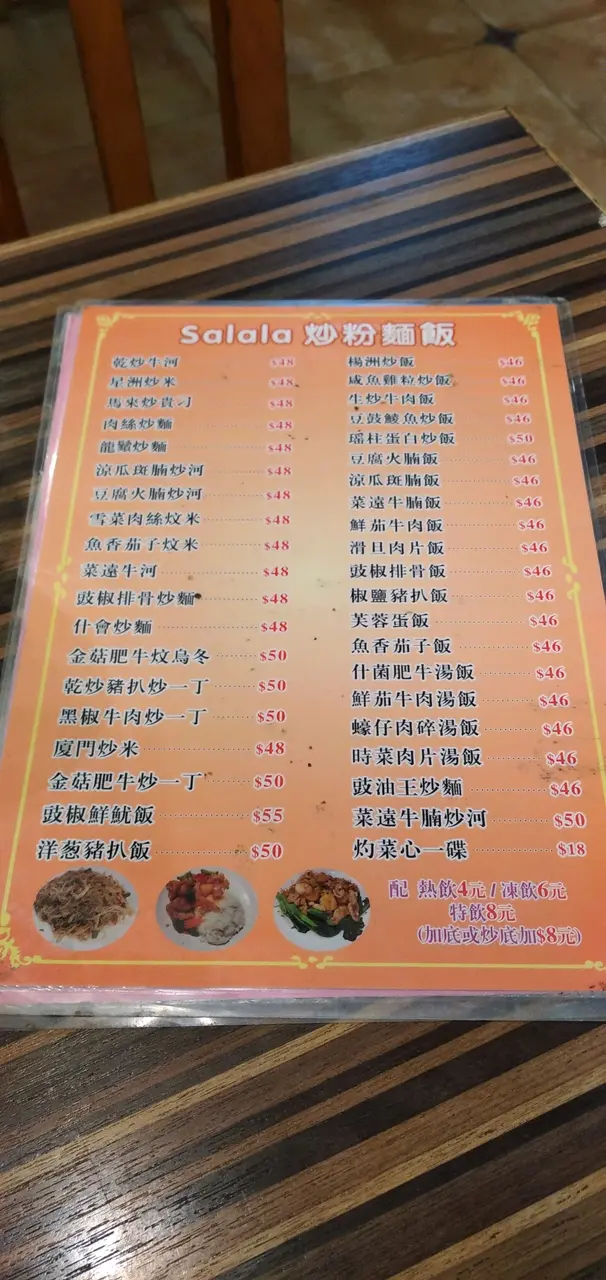 Salala 炒粉麵飯
乾炒牛河 $48
星洲炒米 $48
馬來炒貴刁 $48
肉絲炒麵 $48
龍鬚炒麵 $48
涼瓜斑腩炒河 $48
豆腐火腩炒河 $48
雪菜肉絲炆米 $48
魚香茄子炆米 $48
菜遠牛河 $48
豉椒排骨炒麵 $48
什會炒麵 $48
金菇肥牛炆烏冬 $50
乾炒豬扒炒一丁 $50
黑椒牛肉炒一丁 $50
廈門炒米 $48
金菇肥牛炒一丁 $50
豉椒鮮魷飯 $55
洋葱豬扒飯 $50
楊洲炒飯 $46
咸魚雞粒炒飯 $46
生炒牛肉飯 $46
豆豉鯪魚炒飯 $46
瑤柱蛋白炒飯 $50
豆腐火腩飯 $46
涼瓜斑腩飯 $46
菜遠牛腩飯 $46
鮮茄牛肉飯 $46
滑旦肉片飯 $46
豉椒排骨飯 $46
椒鹽豬扒飯 $46
芙蓉蛋飯 $46
魚香茄子飯 $46
什菌肥牛湯飯 $46
鮮茄牛肉湯飯 $46
蠔仔肉碎湯飯 $46
時菜肉片湯飯 $46
豉油王炒麵 $46
菜遠牛腩炒河 $50
灼菜心一碟 $18
配 熱飲4元 / 凍飲6元
特飲8元
(加底或炒底加$8元)